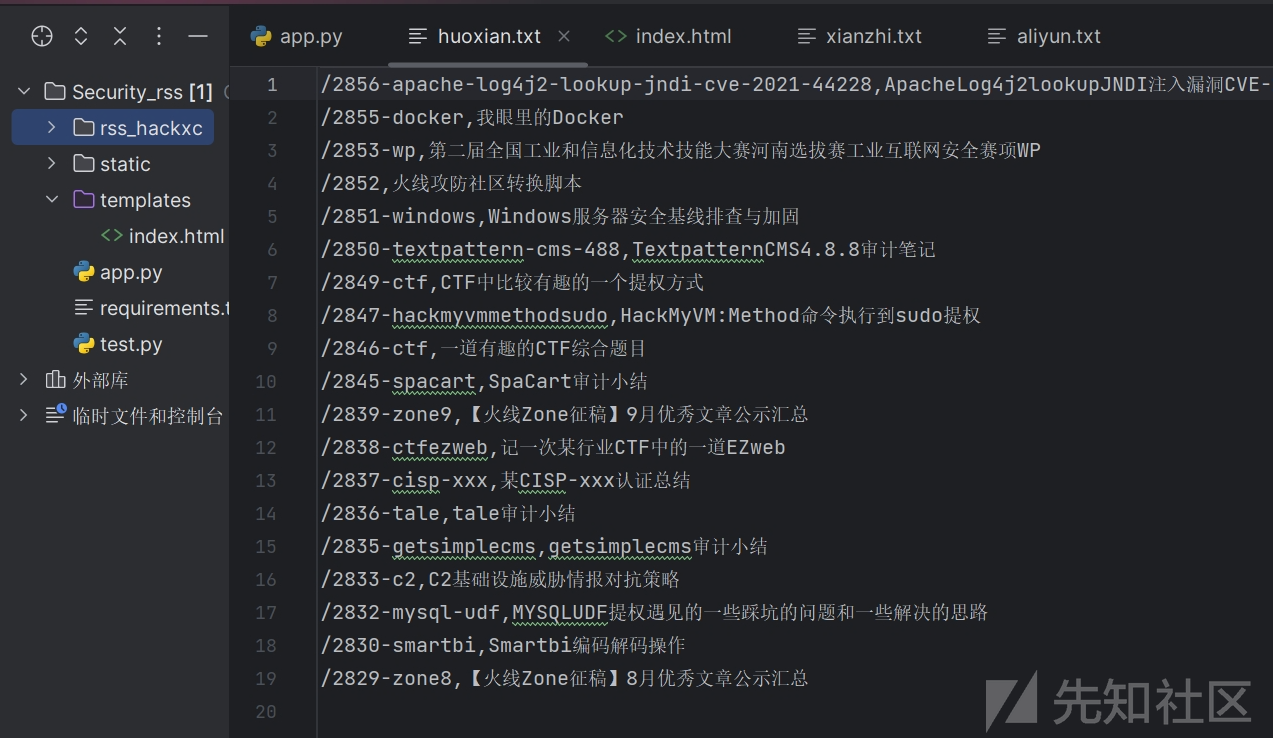 app.py
huoxian.txt
index.html
xianzhi.txt
aliyun.txt
Security_rss [1]
rss_hackxc
static
templates
index.html
app.py
requirements.t
test.py
外部库
临时文件和控制台
1 /2856-apache-log4j2-lookup-jndi-cve-2021-44228,ApacheLog4j2lookupJNDI注入漏洞CVE-
2 /2855-docker,我眼里的Docker
3 /2853-wp,第二届全国工业和信息化技术技能大赛河南选拔赛工业互联网安全赛项WP
4 /2852,火线攻防社区转换脚本
5 /2851-windows,Windows服务器安全基线排查与加固
6 /2850-textpattern-cms-488,TextpatternCMS4.8.8审计笔记
7 /2849-ctf,CTF中比较有趣的一个提权方式
8 /2847-hackmyvmmethodsudo,HackMyVM:Method命令执行到sudo提权
9 /2846-ctf,一道有趣的CTF综合题目
10 /2845-spacart,SpaCart审计小结
11 /2839-zone9,【火线Zone征稿】9月优秀文章公示汇总
12 /2838-ctfezweb,记一次某行业CTF中的一道EZweb
13 /2837-cisp-xxx,某CISP-xxx认证总结
14 /2836-tale,tale审计小结
15 /2835-getsimplecms,getsimplecms审计小结
16 /2833-c2,C2基础设施威胁情报对抗策略
17 /2832-mysql-udf,MYSQLUDF提权遇见的一些踩坑的问题和一些解决的思路
18 /2830-smartbi,Smartbi编码解码操作
19 /2829-zone8,【火线Zone征稿】8月优秀文章公示汇总
20
先知社区